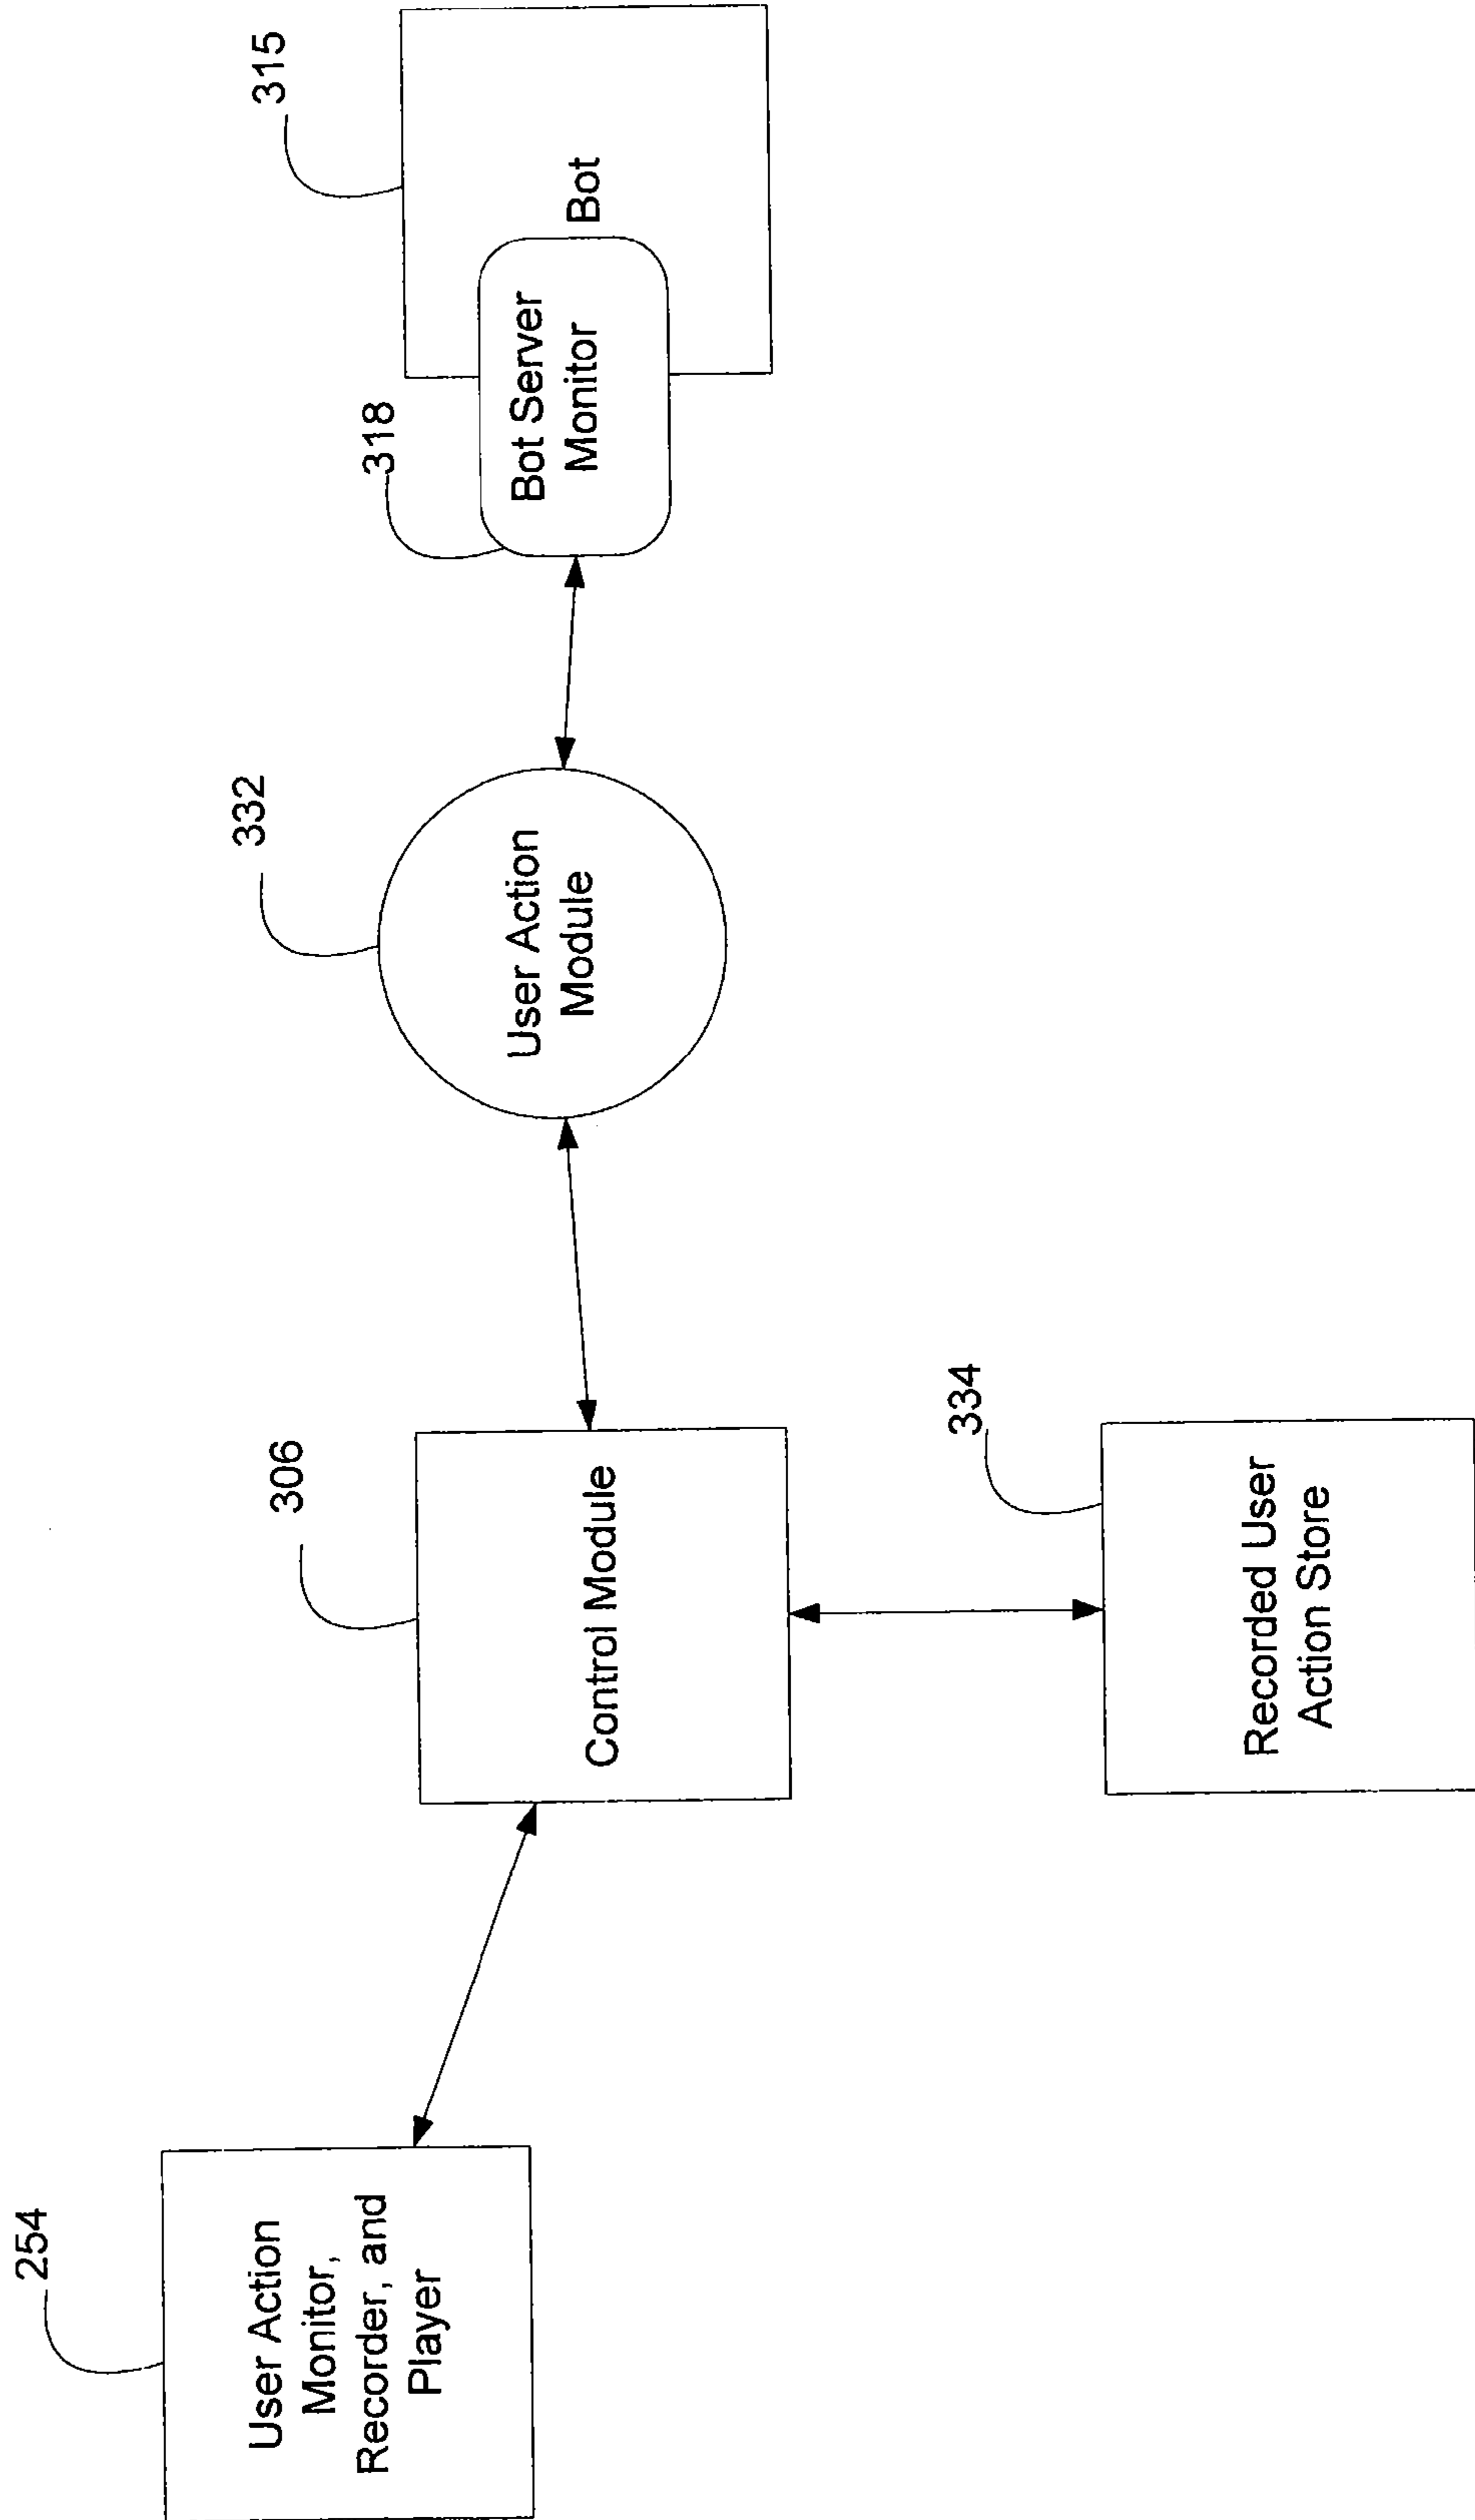 254
User Action
Monitor,
Recorder, and
Player
306
Control Module
334
Recorded User
Action Store
332
User Action
Module
318
Bot Server
Monitor
315
Bot